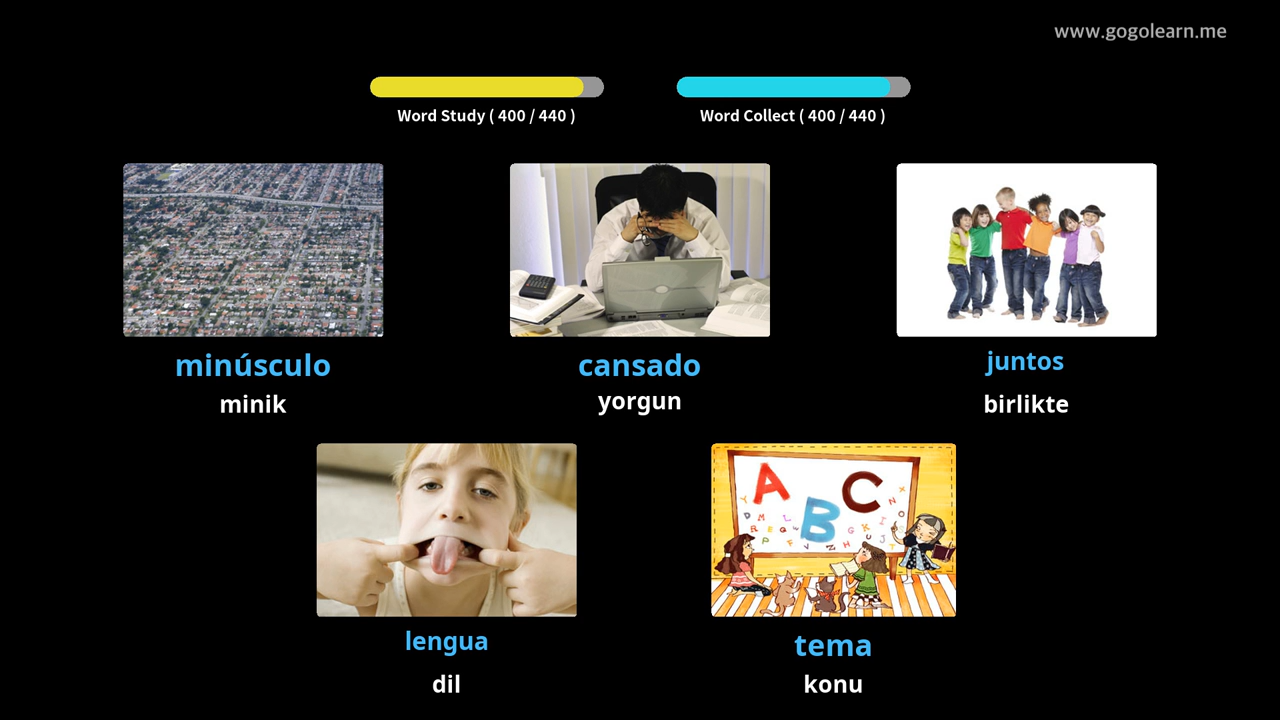 www.gogolearn.me
Word Study ( 400 / 440 )
Word Collect ( 400 / 440 )
minúsculo
minik
cansado
yorgun
juntos
birlikte
A B C
lengua
dil
tema
konu